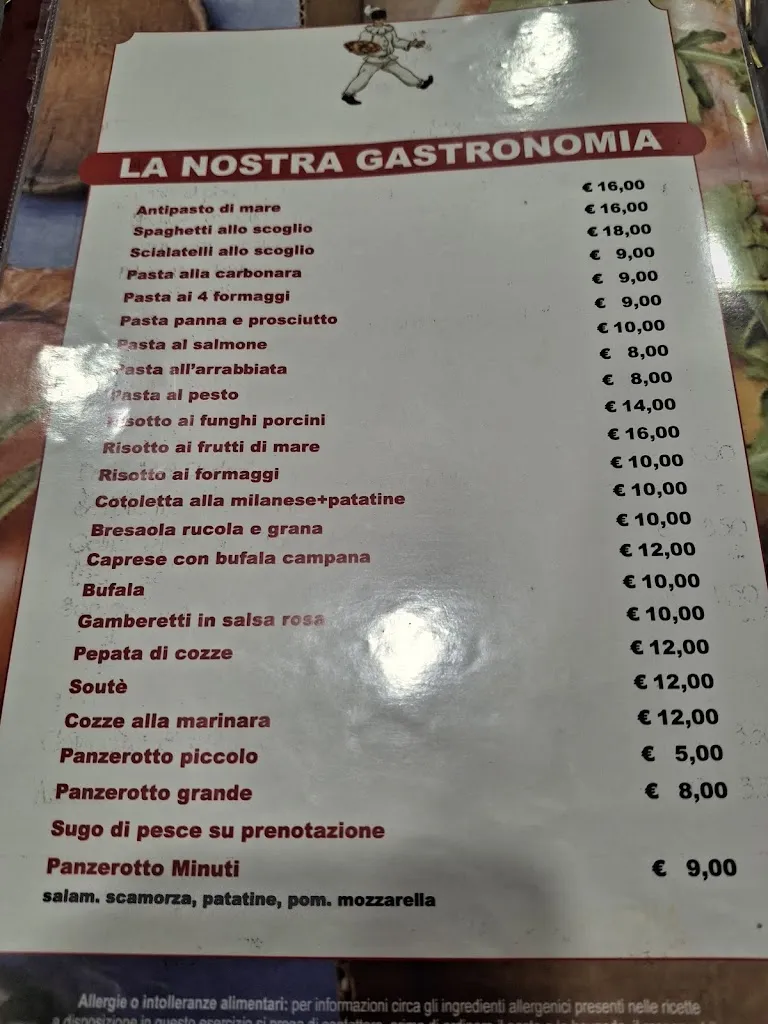 LA NOSTRA GASTRONOMIA
Antipasto di mare € 16,00
Spaghetti allo scoglio € 16,00
Scialatelli allo scoglio € 18,00
Pasta alla carbonara € 9,00
Pasta ai 4 formaggi € 9,00
Pasta panna e prosciutto € 9,00
Pasta al salmone € 10,00
Pasta all'arrabbiata € 8,00
Pasta al pesto € 8,00
Risotto ai funghi porcini € 14,00
Risotto ai frutti di mare € 16,00
Risotto ai formaggi € 10,00
Cotoletta alla milanese+patatine € 10,00
Bresaola rucola e grana € 10,00
Caprese con bufala campana € 12,00
Bufala € 10,00
Gamberetti in salsa rosa € 10,00
Pepata di cozze € 12,00
Soutè € 12,00
Cozze alla marinara € 12,00
Panzerotto piccolo € 5,00
Panzerotto grande € 8,00
Sugo di pesce su prenotazione
Panzerotto Minuti € 9,00
salam. scamorza, patatine, pom. mozzarella
Allergie o intolleranze alimentari: per informazioni circa gli ingredienti allergenici presenti nelle ricette